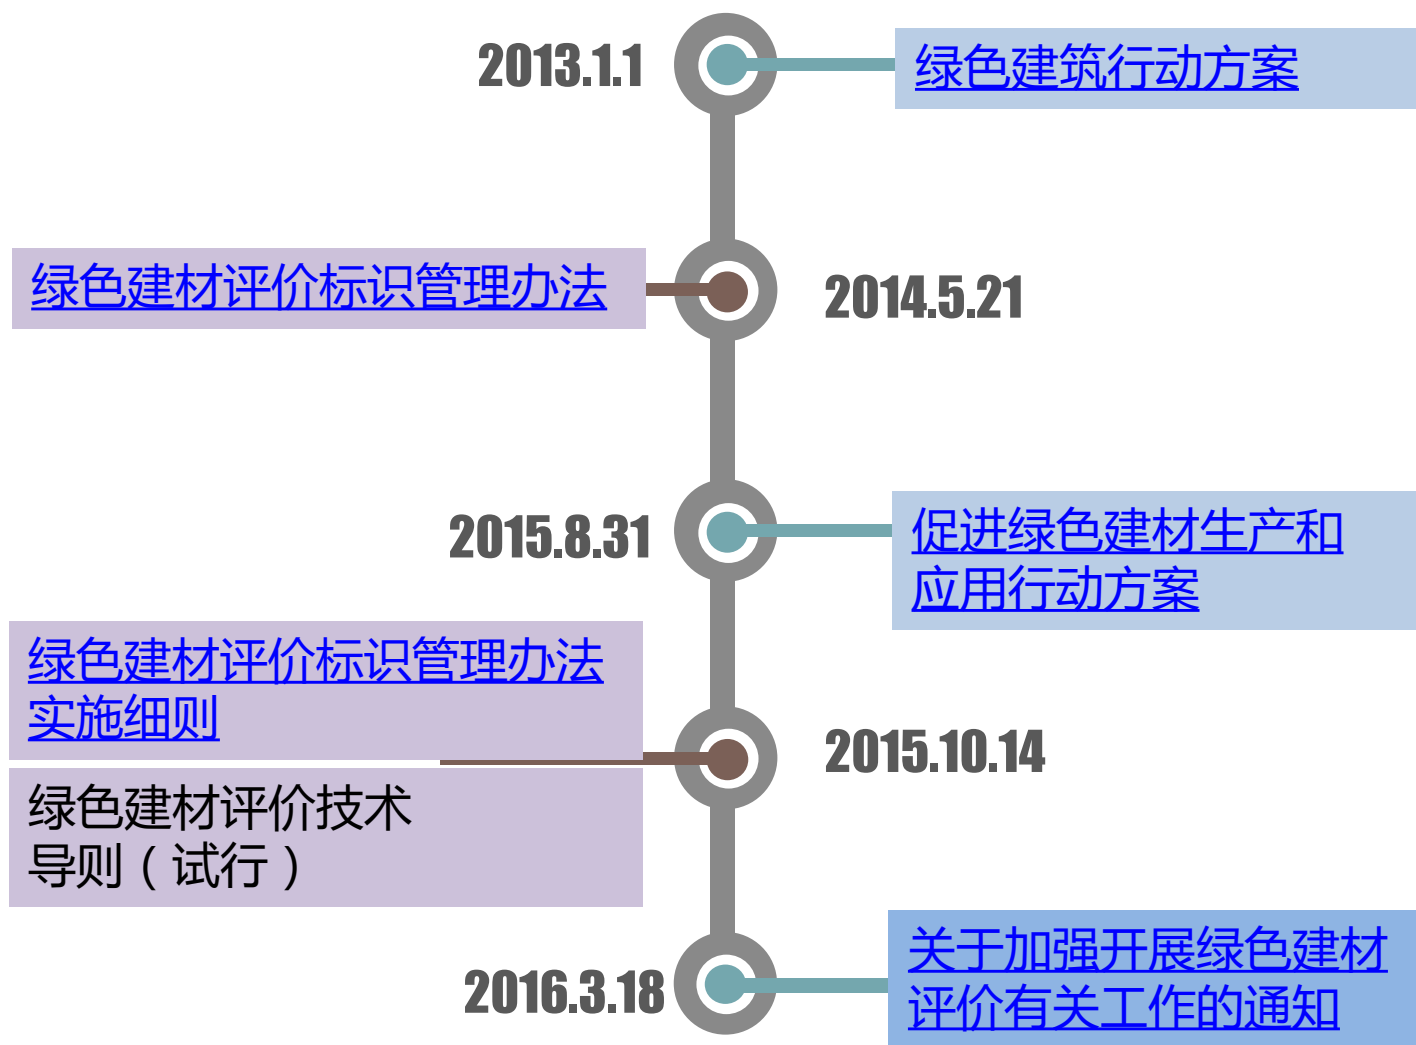 2013.1.1
绿色建筑行动方案
绿色建材评价标识管理办法
2014.5.21
2015.8.31
促进绿色建材生产和
应用行动方案
绿色建材评价标识管理办法
实施细则
2015.10.14
绿色建材评价技术
导则（试行）
2016.3.18
关于加强开展绿色建材
评价有关工作的通知